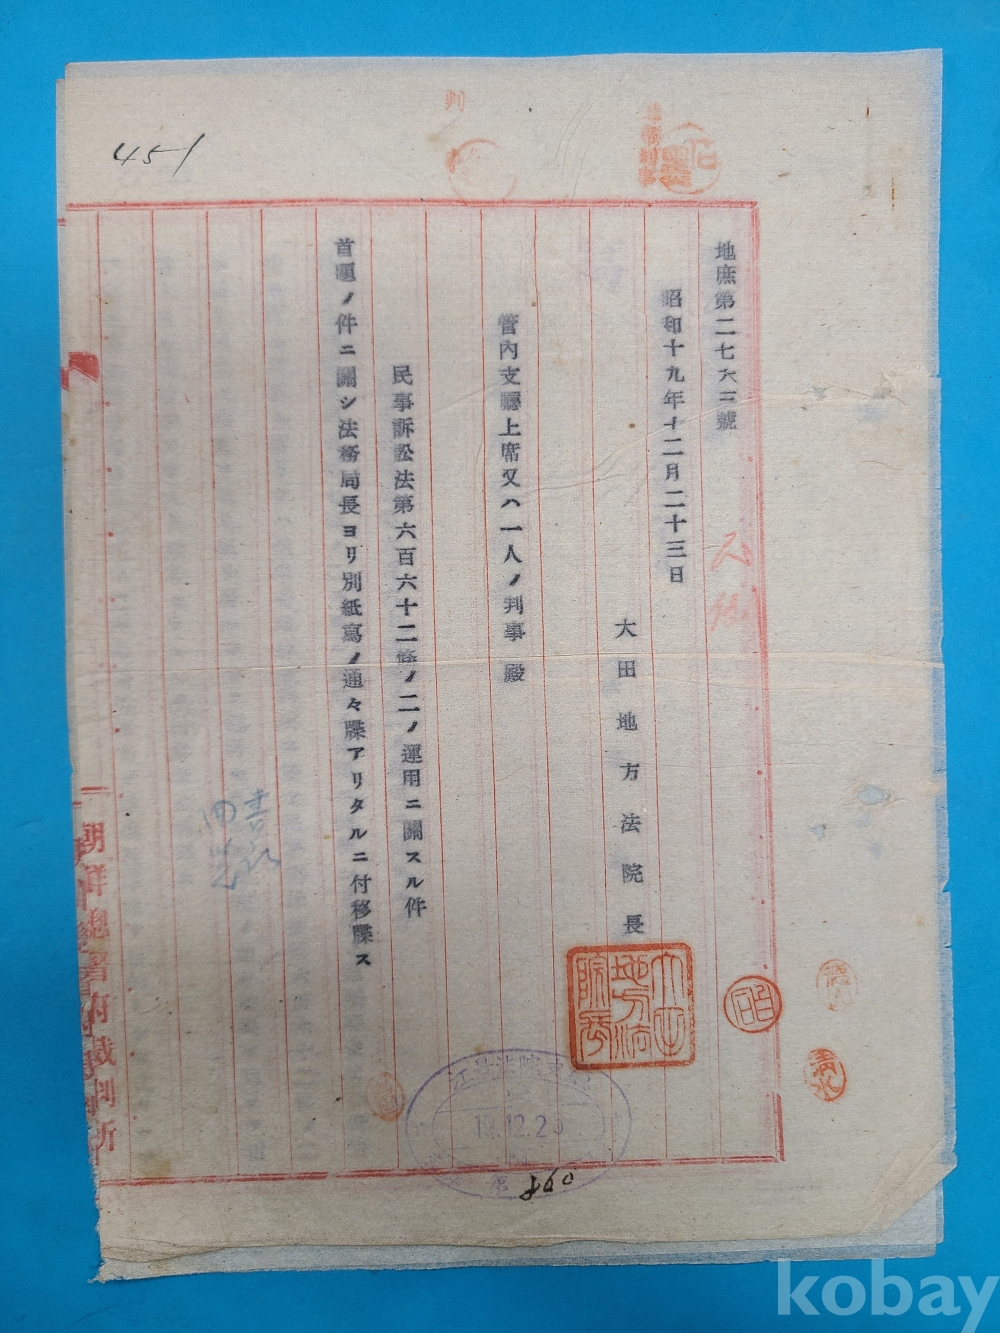 451
判
地庶第二七六三號
昭和十九年十二月二十三日
大田地方法院長
管內支廳上席又ハ一人ノ判事 殿
民事訴訟法第六百六十二條ノ二ノ運用ニ關スル件
首題ノ件ニ關シ法務局長ヨリ別紙寫ノ通々牒アリタルニ付移牒ス
朝鮮總督府裁判所
清水
kobay